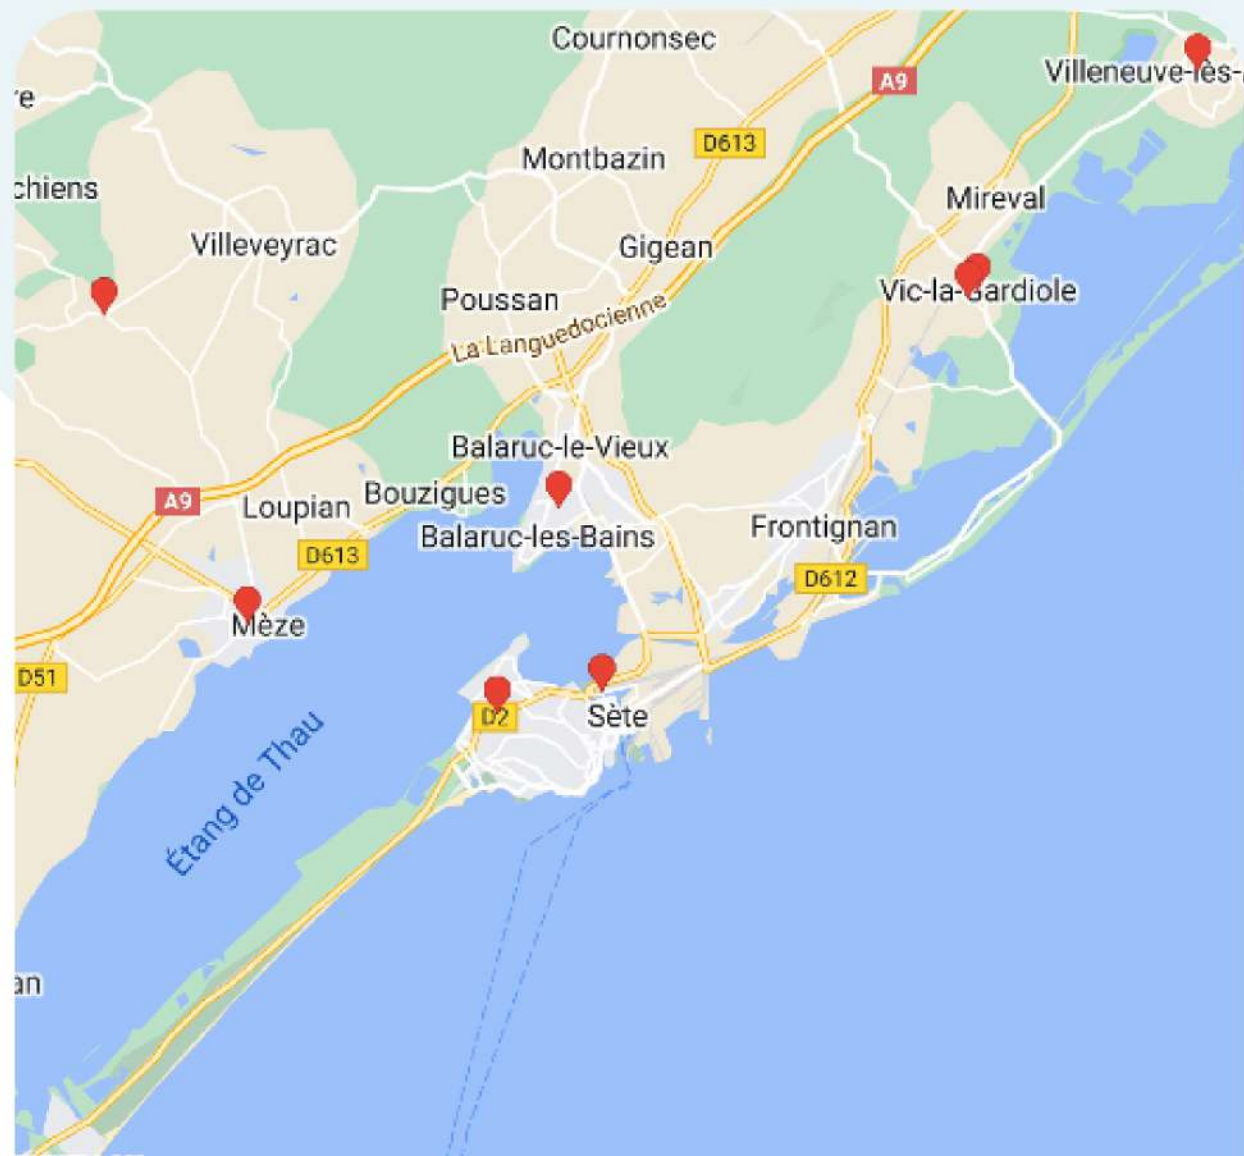 Cournonsec
A9
Villeneuve-lès-
re
D613
Montbazin
chiens
Mireval
Villeveyrac
Gigean
Poussan
Vic-la-Gardiole
La Languedocienne
Balaruc-le-Vieux
A9
Loupian
Bouzigues
Balaruc-les-Bains
Frontignan
D613
D612
Mèze
D51
D2
Sète
Étang de Thau
an